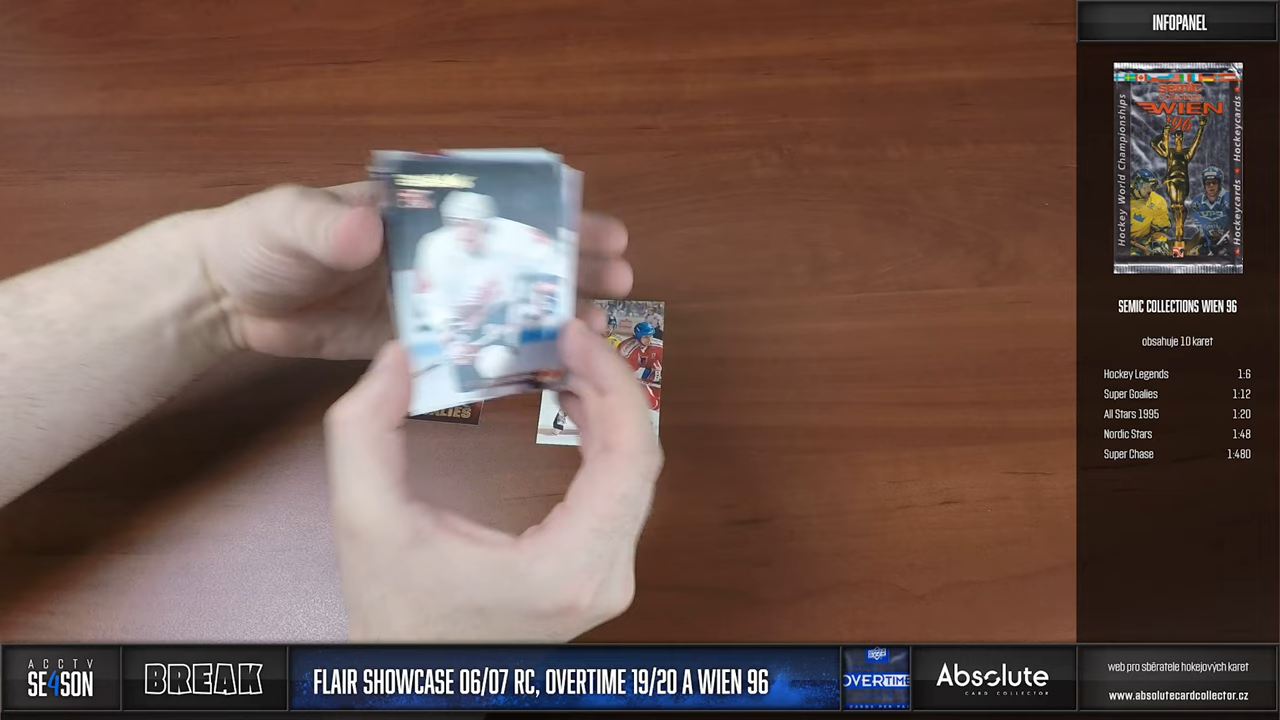 INFOPANEL
Hockey World Championships
semic
WIEN
'96
Hockeycards
Hockeycards
SEMIC COLLECTIONS WIEN 96
obsahuje 10 karet
Hockey Legends 1:6
Super Goalies 1:12
All Stars 1995 1:20
Nordic Stars 1:48
Super Chase 1:480
ACCTV
SE4SON
BREAK
FLAIR SHOWCASE 06/07 RC, OVERTIME 19/20 A WIEN 96
OVERTIME
Absolute
CARD COLLECTOR
web pro sběratele hokejových karet
www.absolutecardcollector.cz